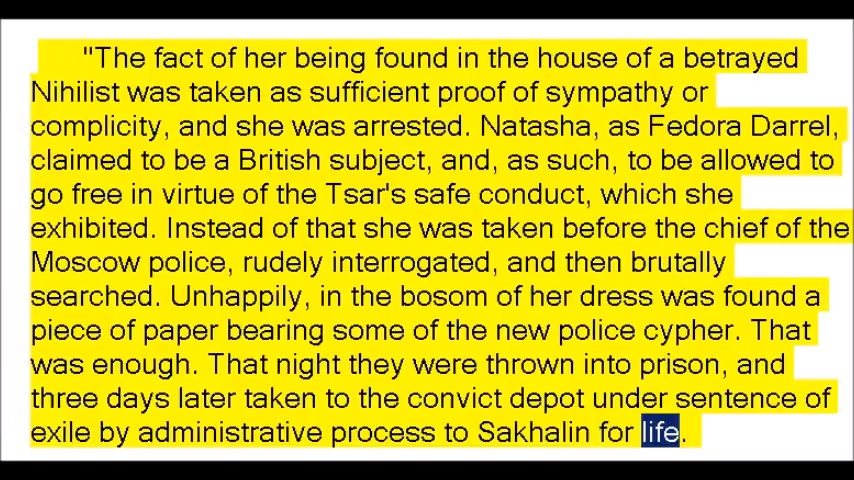 "The fact of her being found in the house of a betrayed
Nihilist was taken as sufficient proof of sympathy or
complicity, and she was arrested. Natasha, as Fedora Darrel,
claimed to be a British subject, and, as such, to be allowed to
go free in virtue of the Tsar's safe conduct, which she
exhibited. Instead of that she was taken before the chief of the
Moscow police, rudely interrogated, and then brutally
searched. Unhappily, in the bosom of her dress was found a
piece of paper bearing some of the new police cypher. That
was enough. That night they were thrown into prison, and
three days later taken to the convict depot under sentence of
exile by administrative process to Sakhalin for life.